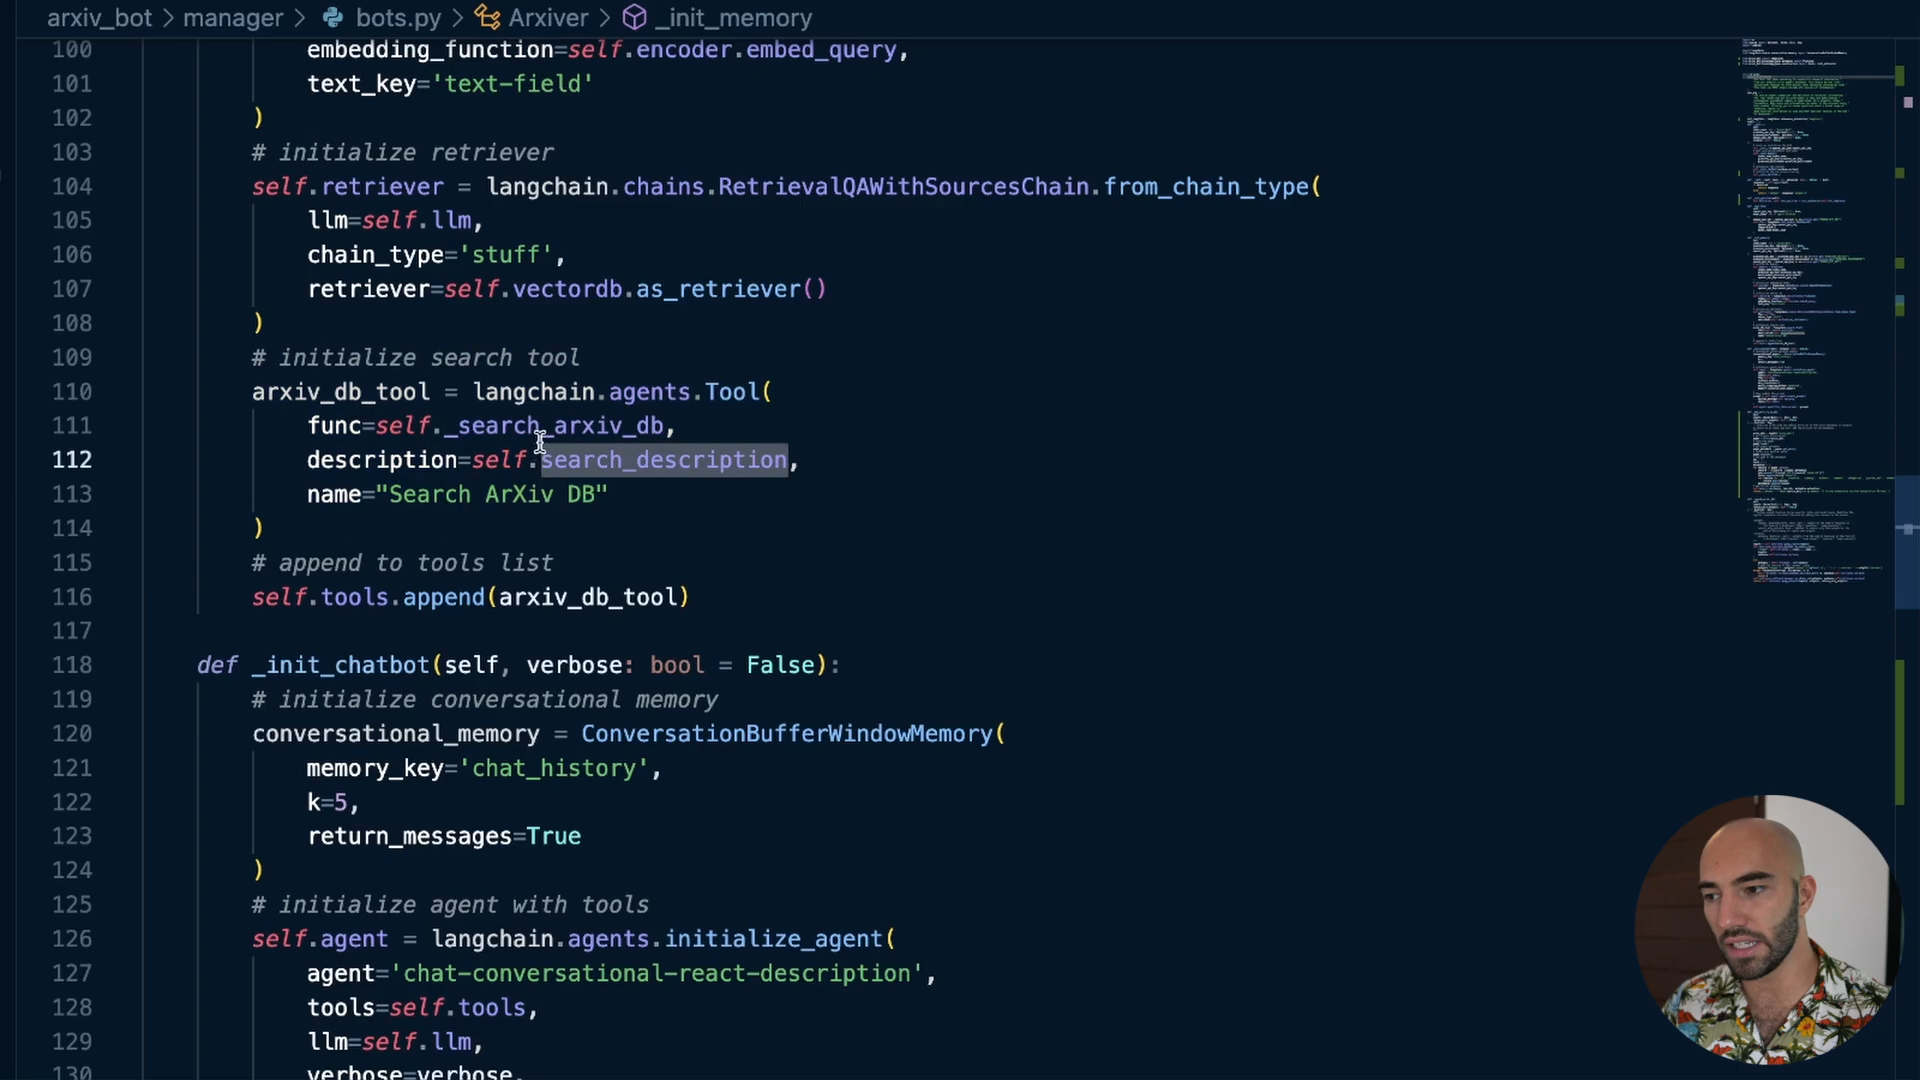 arxiv_bot > manager > bots.py > Arxiver > _init_memory
100 embedding_function=self.encoder.embed_query,
101 text_key='text-field'
102 )
103 # initialize retriever
104 self.retriever = langchain.chains.RetrievalQAWithSourcesChain.from_chain_type(
105 llm=self.llm,
106 chain_type='stuff',
107 retriever=self.vectordb.as_retriever()
108 )
109 # initialize search tool
110 arxiv_db_tool = langchain.agents.Tool(
111 func=self._search_arxiv_db,
112 description=self.search_description,
113 name="Search ArXiv DB"
114 )
115 # append to tools list
116 self.tools.append(arxiv_db_tool)
117
118 def _init_chatbot(self, verbose: bool = False):
119 # initialize conversational memory
120 conversational_memory = ConversationBufferWindowMemory(
121 memory_key='chat_history',
122 k=5,
123 return_messages=True
124 )
125 # initialize agent with tools
126 self.agent = langchain.agents.initialize_agent(
127 agent='chat-conversational-react-description',
128 tools=self.tools,
129 llm=self.llm,
130 verbose=verbose,